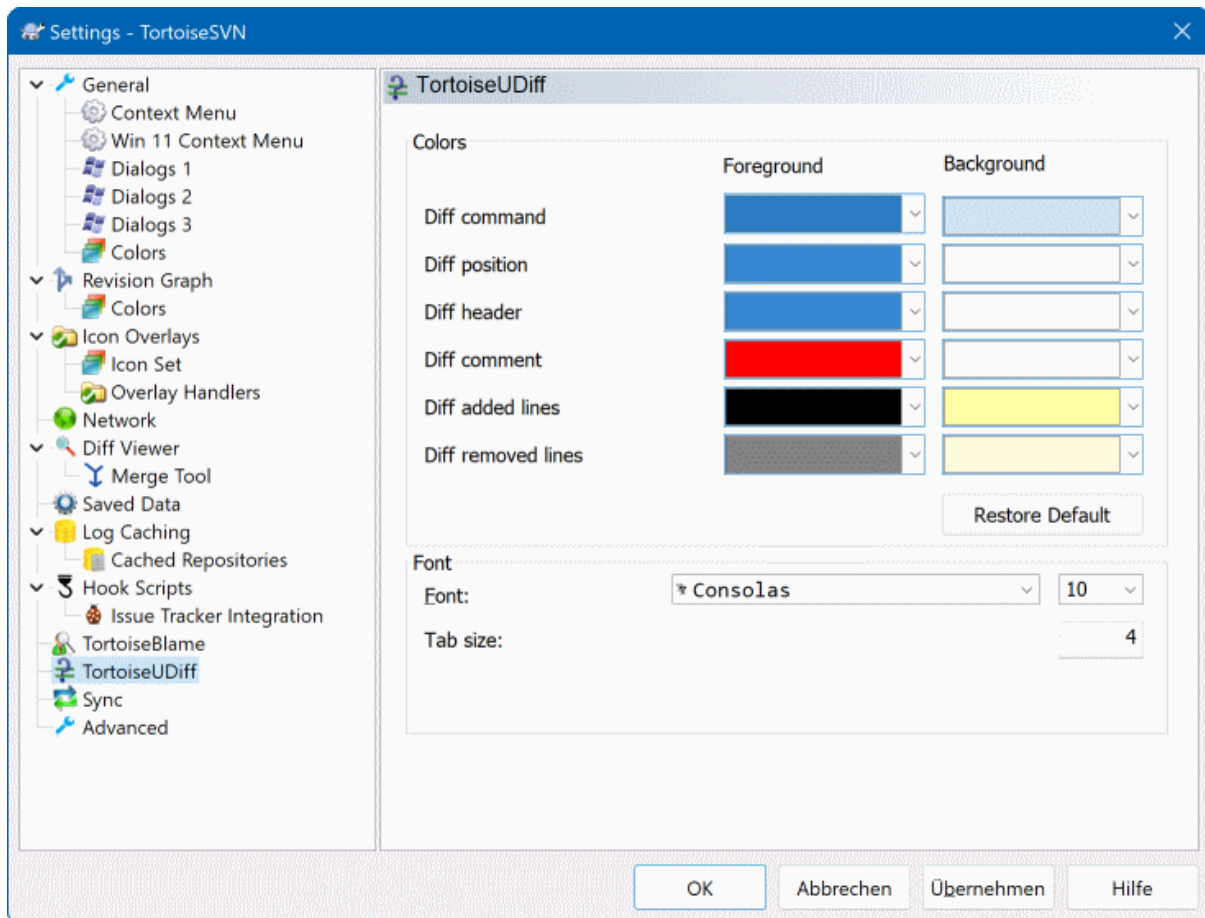 Settings - TortoiseSVN
General
Context Menu
Win 11 Context Menu
Dialogs 1
Dialogs 2
Dialogs 3
Colors
Revision Graph
Colors
Icon Overlays
Icon Set
Overlay Handlers
Network
Diff Viewer
Merge Tool
Saved Data
Log Caching
Cached Repositories
Hook Scripts
Issue Tracker Integration
TortoiseBlame
TortoiseUDiff
Sync
Advanced
TortoiseUDiff
Colors
Foreground Background
Diff command
Diff position
Diff header
Diff comment
Diff added lines
Diff removed lines
Restore Default
Font
Font: Consolas 10
Tab size: 4
OK Abbrechen Übernehmen Hilfe